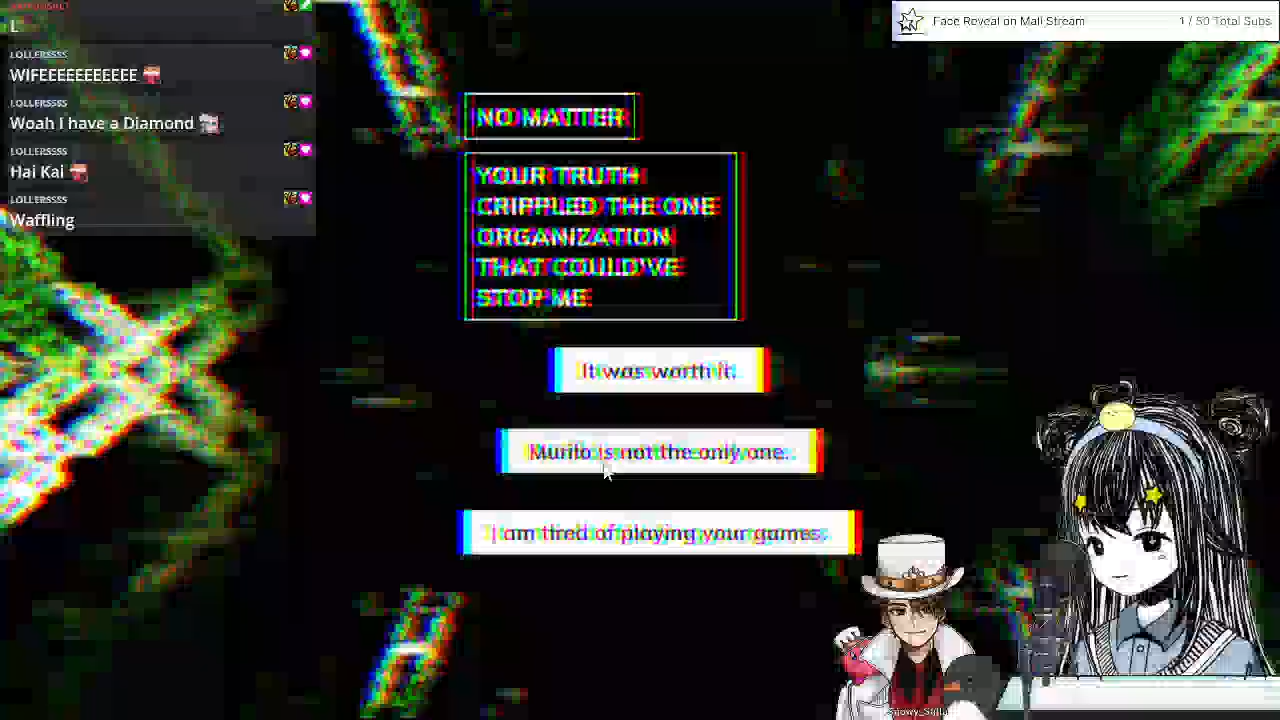 L
LOLLERSSSS
WIFEEEEEEEEEEE
LOLLERSSSS
Woah I have a Diamond
LOLLERSSSS
Hai Kai
LOLLERSSSS
Waffling
Face Reveal on Mall Stream 1 / 50 Total Subs
NO MATTER
YOUR TRUTH
CRIPPLED THE ONE
ORGANIZATION
THAT COULD'VE
STOP ME.
It was worth it.
Murilo is not the only one.
I am tired of playing your games.